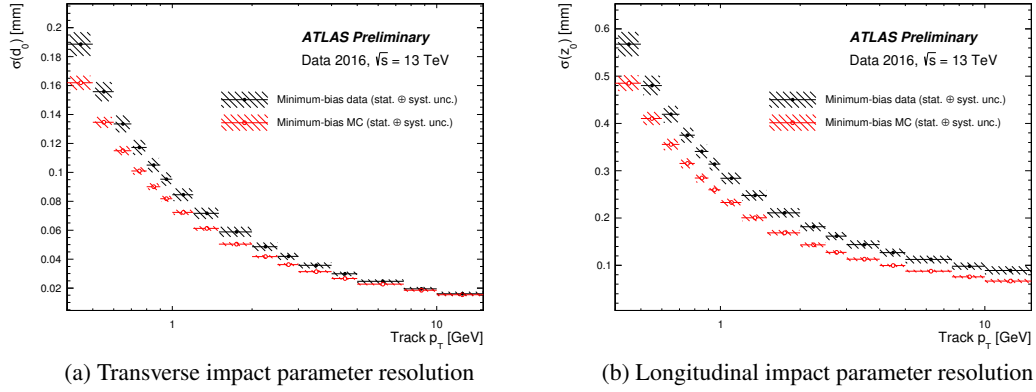 σ(d₀) [mm]
0.2
0.18
0.16
0.14
0.12
0.1
0.08
0.06
0.04
0.02
ATLAS Preliminary
Data 2016, √s = 13 TeV
Minimum-bias data (stat. ⊕ syst. unc.)
Minimum-bias MC (stat. ⊕ syst. unc.)
1 10
Track p_T [GeV]
(a) Transverse impact parameter resolution
σ(z₀) [mm]
0.6
0.5
0.4
0.3
0.2
0.1
ATLAS Preliminary
Data 2016, √s = 13 TeV
Minimum-bias data (stat. ⊕ syst. unc.)
Minimum-bias MC (stat. ⊕ syst. unc.)
1 10
Track p_T [GeV]
(b) Longitudinal impact parameter resolution